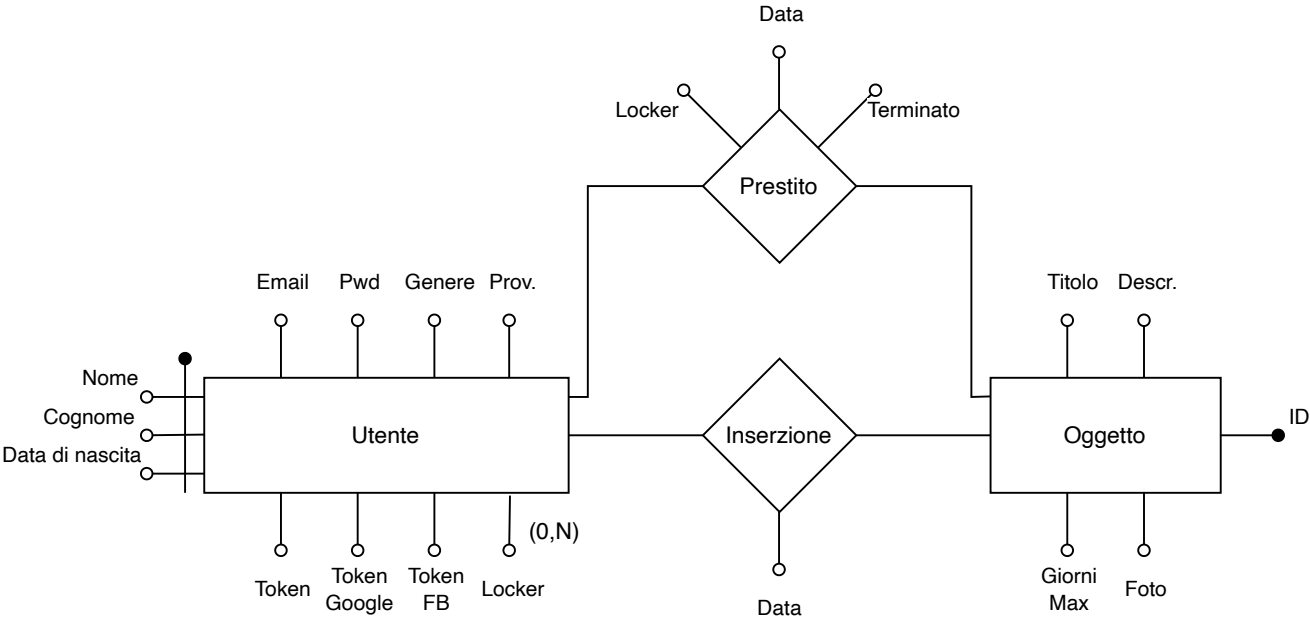 Data
Locker
Terminato
Prestito
Email
Pwd
Genere
Prov.
Titolo
Descr.
Nome
Cognome
Data di nascita
Utente
Inserzione
Oggetto
ID
(0,N)
Token
Token
Google
Token
FB
Locker
Data
Giorni
Max
Foto